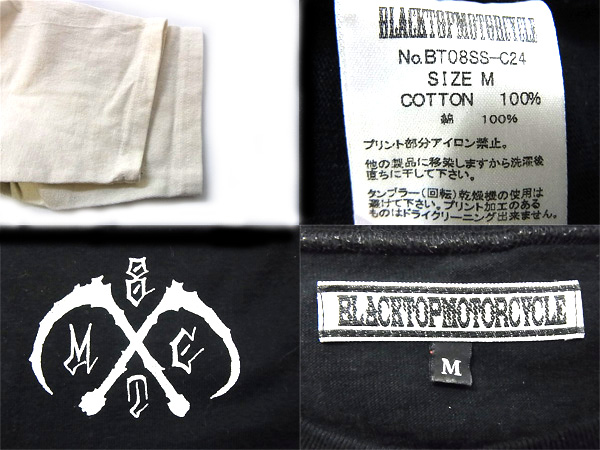 BLACKTOPMOTORCYCLE
No.BT08SS-C24
SIZE M
COTTON 100%
綿 100%
プリント部分アイロン禁止。
他の製品に移染しますから洗濯後
直ちに干して下さい。
タンブラー(回転)乾燥機の使用は
避けて下さい。プリント加工のある
ものはドライクリーニング出来ません。
8
M E
BLACKTOPMOTORCYCLE
M